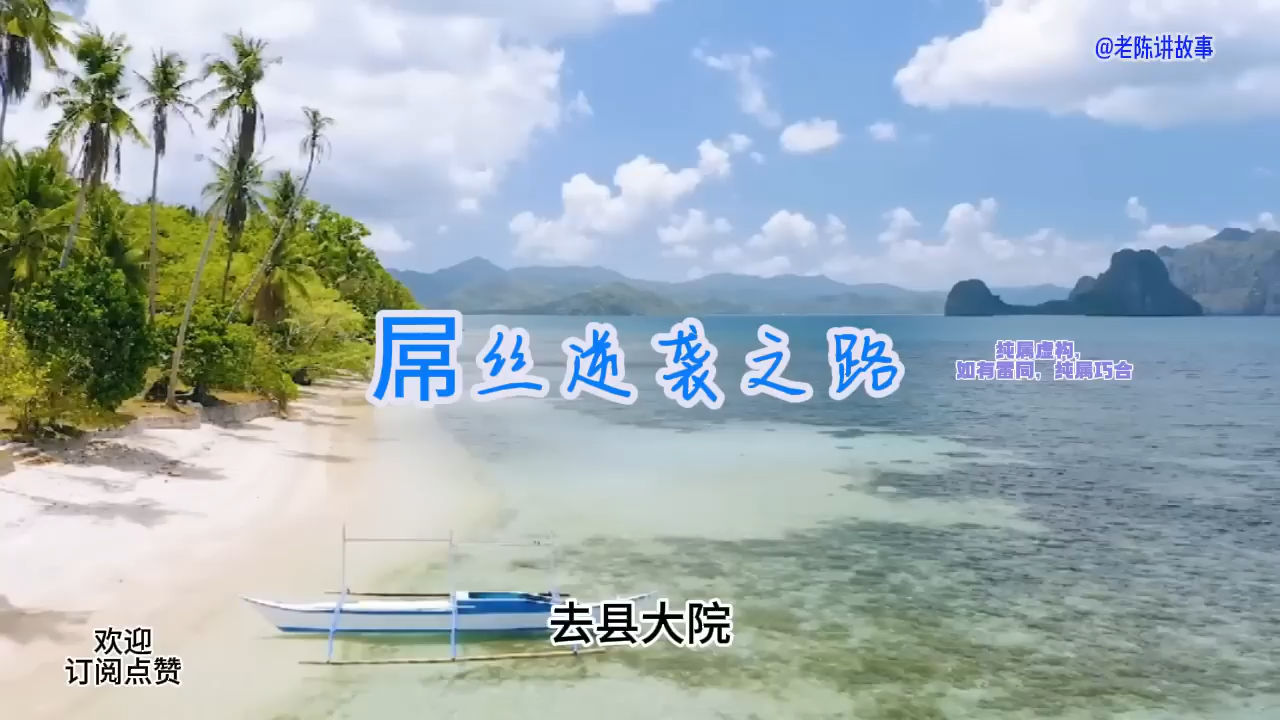 @老陈讲故事
屌丝逆袭之路
纯属虚构,
如有雷同,纯属巧合
去县大院
欢迎
订阅点赞